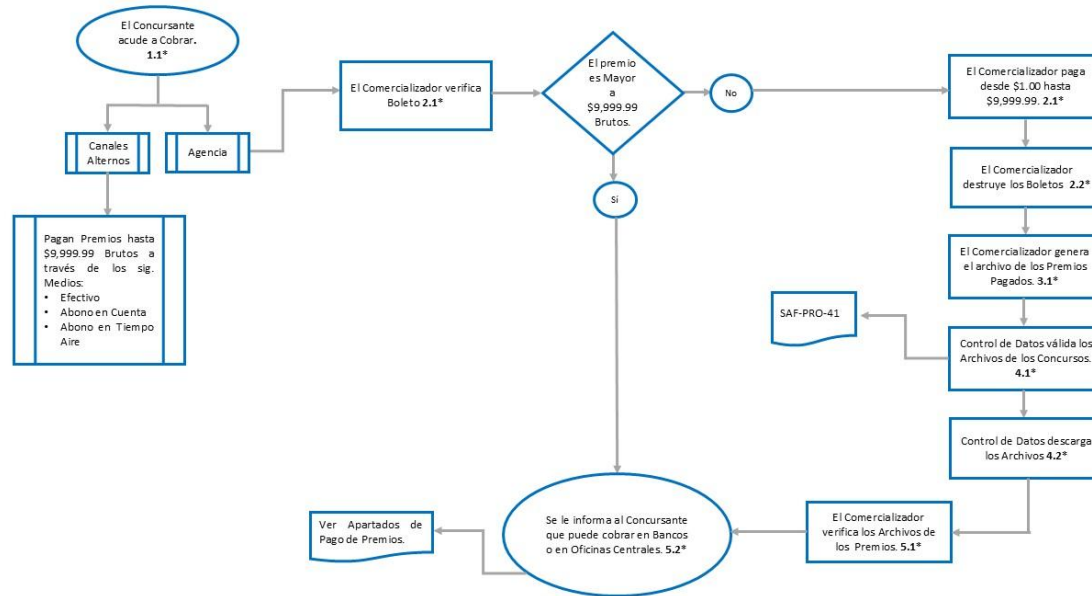 El Concursante
acude a Cobrar.
1.1*
Canales
Alternos
Agencia
Pagan Premios hasta
$9,999.99 Brutos a
través de los sig.
Medios:
• Efectivo
• Abono en Cuenta
• Abono en Tiempo
Aire
El Comercializador verifica
Boleto 2.1*
El premio
es Mayor
a
$9,999.99
Brutos.
No
Si
El Comercializador paga
desde $1.00 hasta
$9,999.99. 2.1*
El Comercializador
destruye los Boletos 2.2*
El Comercializador genera
el archivo de los Premios
Pagados. 3.1*
SAF-PRO-41
Control de Datos válida los
Archivos de los Concursos.
4.1*
Control de Datos descarga
los Archivos 4.2*
El Comercializador
verifica los Archivos de
los Premios. 5.1*
Se le informa al Concursante
que puede cobrar en Bancos
o en Oficinas Centrales. 5.2*
Ver Apartados de
Pago de Premios.